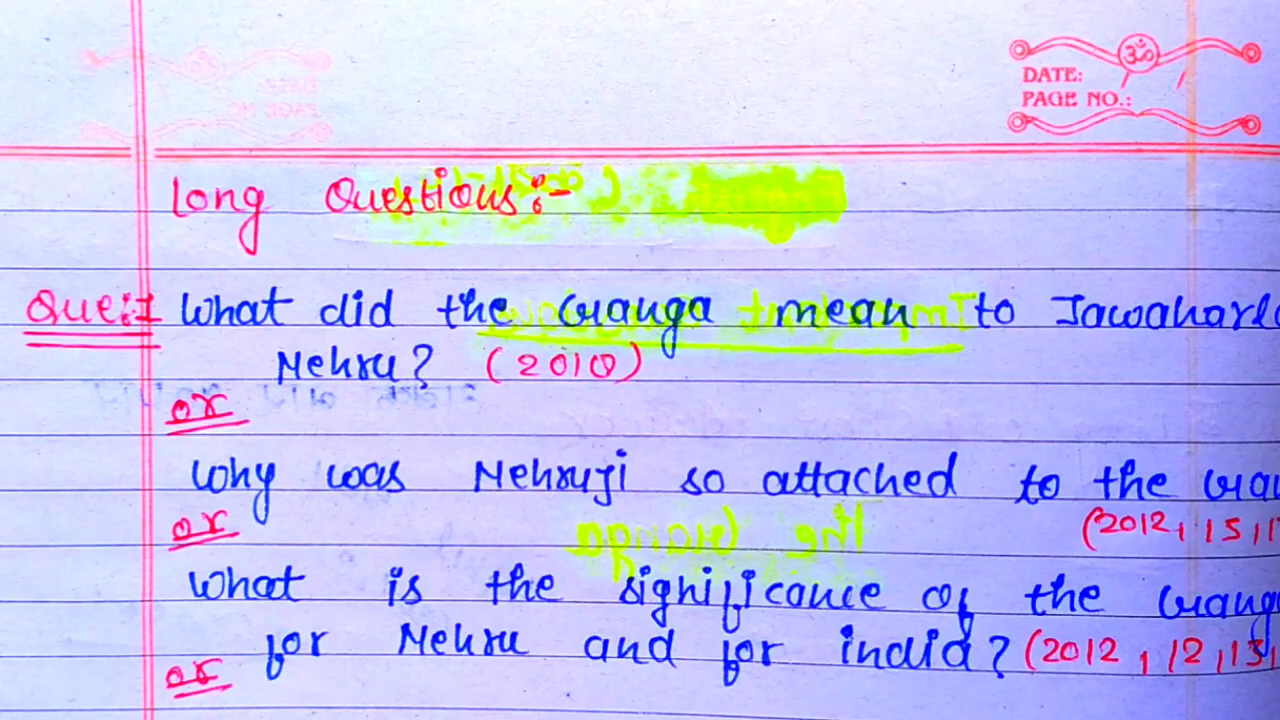 ॐ
DATE:
PAGE NO.:
Long Questions:-
Que:1 What did the Ganga mean to Jawaharl
Nehru? (2010)
or
Why was Nehruji so attached to the Gan
(2012, 15, 1
or
What is the significance of the Gang
for Nehru and for india? (2012, 12, 13,
or